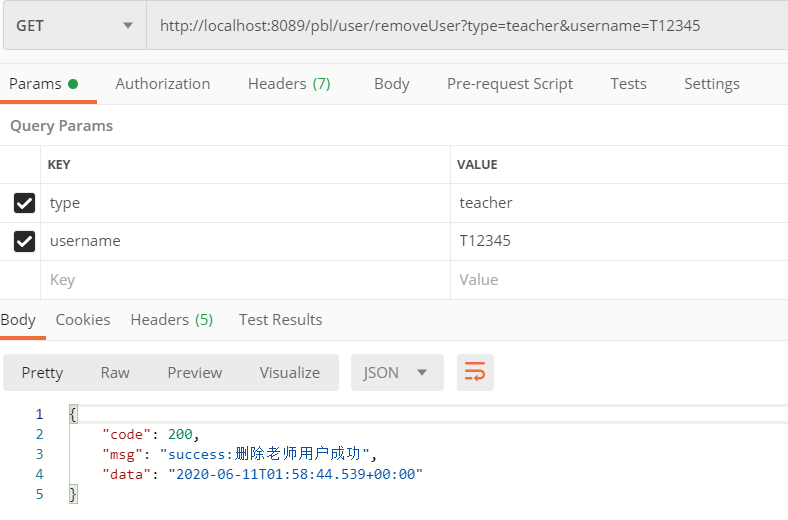 GET http://localhost:8089/pbl/user/removeUser?type=teacher&username=T12345
Params Authorization Headers (7) Body Pre-request Script Tests Settings
Query Params
KEY VALUE
type teacher
username T12345
Key Value
Body Cookies Headers (5) Test Results
Pretty Raw Preview Visualize JSON
1 {
2 "code": 200,
3 "msg": "success:删除老师用户成功",
4 "data": "2020-06-11T01:58:44.539+00:00"
5 }